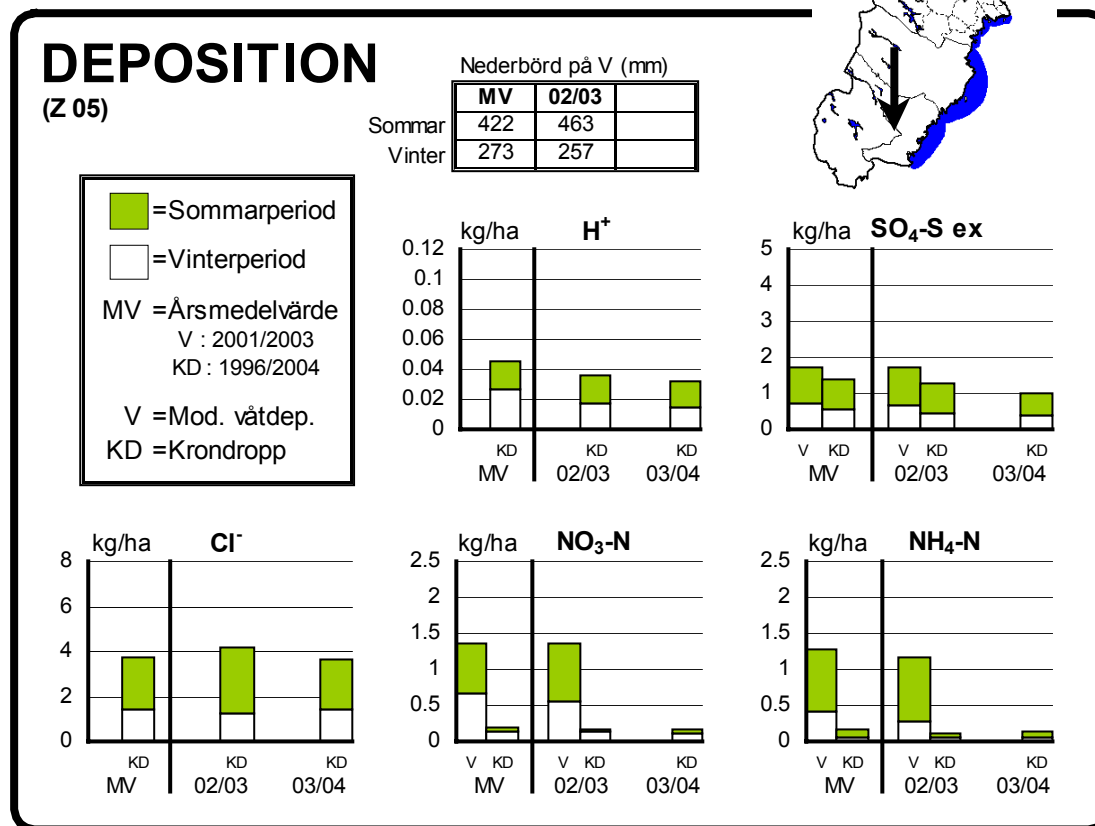 DEPOSITION
(Z 05)
Nederbörd på V (mm)
MV 02/03
Sommar 422 463
Vinter 273 257
=Sommarperiod
=Vinterperiod
MV =Årsmedelvärde
V : 2001/2003
KD : 1996/2004
V =Mod. våtdep.
KD =Krondropp
kg/ha H⁺
0.12
0.1
0.08
0.06
0.04
0.02
0
KD KD KD
MV 02/03 03/04
kg/ha SO₄-S ex
5
4
3
2
1
0
V KD V KD KD
MV 02/03 03/04
kg/ha Cl⁻
8
6
4
2
0
KD KD KD
MV 02/03 03/04
kg/ha NO₃-N
2.5
2
1.5
1
0.5
0
V KD V KD KD
MV 02/03 03/04
kg/ha NH₄-N
2.5
2
1.5
1
0.5
0
V KD V KD KD
MV 02/03 03/04